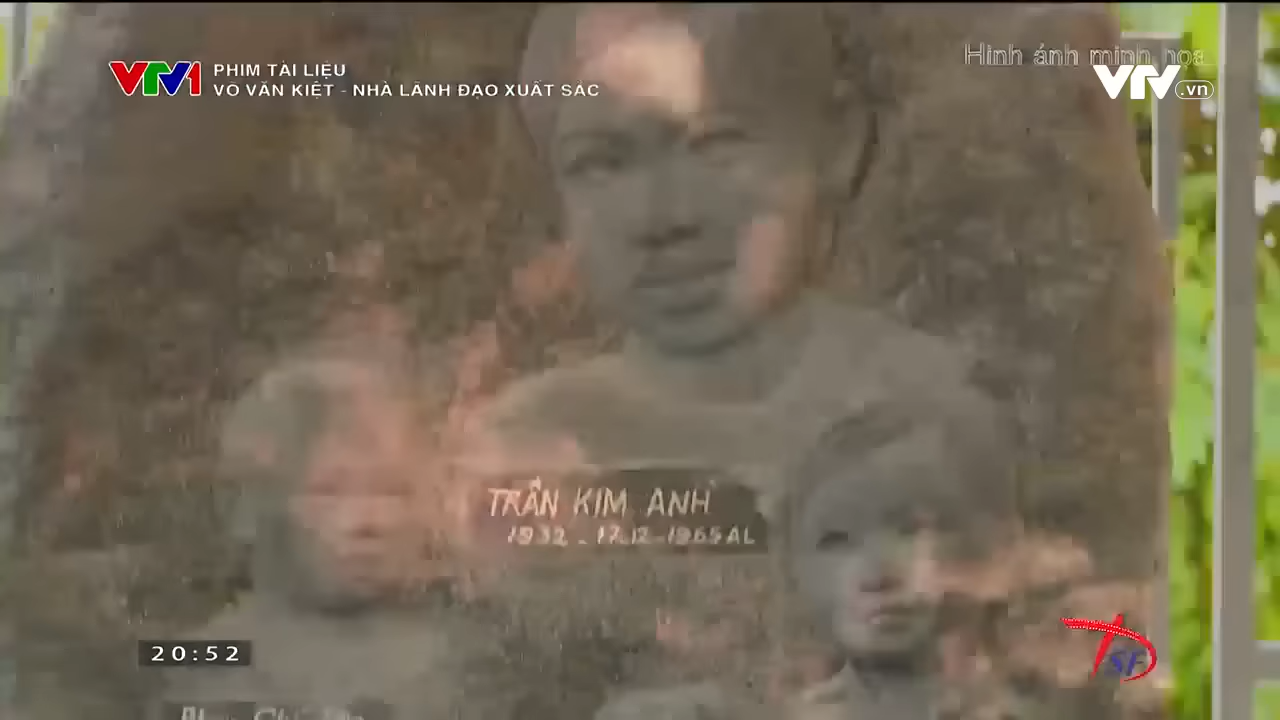 VTV1
PHIM TÀI LIỆU
VÕ VĂN KIỆT - NHÀ LÃNH ĐẠO XUẤT SẮC
Hình ảnh minh họa
VTV.vn
TRẦN KIM ANH
1932 - 17.12-1965 AL
20:52
SF